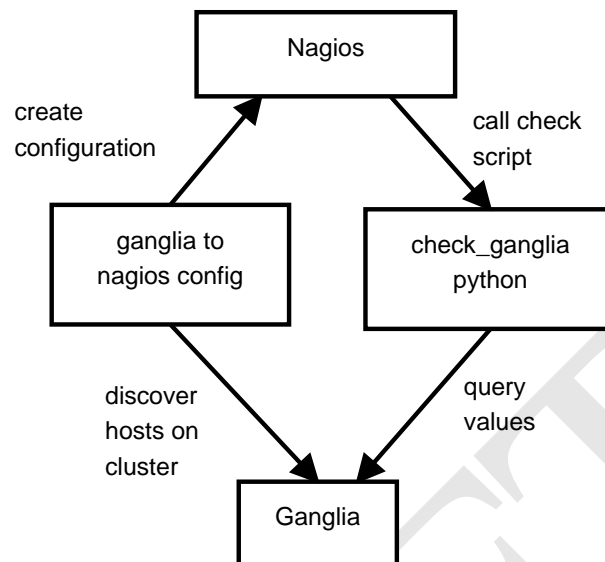 Nagios
create
configuration
call check
script
ganglia to
nagios config
check_ganglia
python
discover
hosts on
cluster
query
values
Ganglia